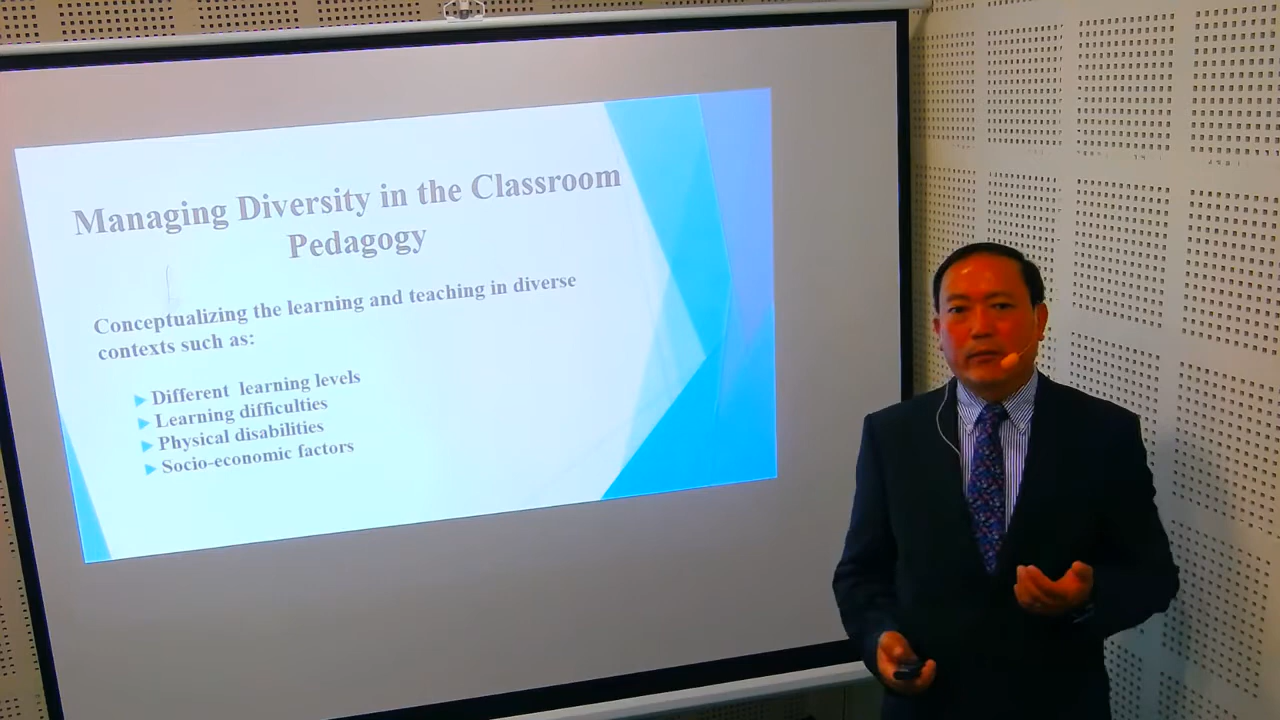 Managing Diversity in the Classroom
Pedagogy
Conceptualizing the learning and teaching in diverse
contexts such as:
Different learning levels
Learning difficulties
Physical disabilities
Socio-economic factors